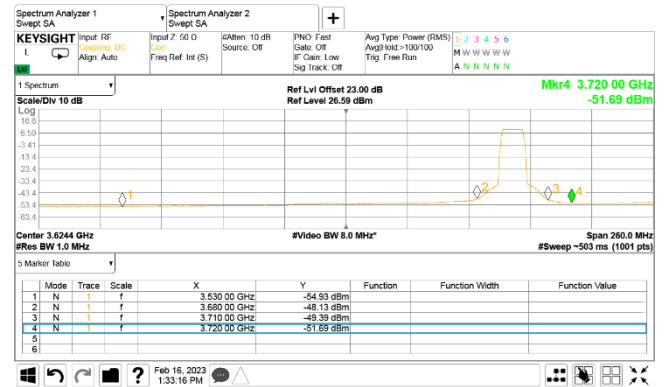 Spectrum Analyzer 1
Swept SA
Spectrum Analyzer 2
Swept SA
KEYSIGHT
L
Input: RF
Coupling: DC
Align: Auto
Input Z: 50 Ω
Corr
Freq Ref: Int (S)
#Atten: 10 dB
Source: Off
PNO: Fast
Gate: Off
IF Gain: Low
Sig Track: Off
Avg Type: Power (RMS)
Avg|Hold:>100/100
Trig: Free Run
1 2 3 4 5 6
M W W W W W
A N N N N N
1 Spectrum
Scale/Div 10 dB
Ref Lvl Offset 23.00 dB
Ref Level 26.59 dBm
Mkr4 3.720 00 GHz
-51.69 dBm
Log
16.6
6.59
-3.41
-13.4
-23.4
-33.4
-43.4
-53.4
-63.4
1
2
3
4
Center 3.6244 GHz
#Res BW 1.0 MHz
#Video BW 8.0 MHz*
Span 260.0 MHz
#Sweep ~503 ms (1001 pts)
5 Marker Table
Mode Trace Scale X Y Function Function Width Function Value
1 N 1 f 3.530 00 GHz -54.93 dBm
2 N 1 f 3.680 00 GHz -48.13 dBm
3 N 1 f 3.710 00 GHz -49.39 dBm
4 N 1 f 3.720 00 GHz -51.69 dBm
5
6
?
Feb 16, 2023
1:33:16 PM